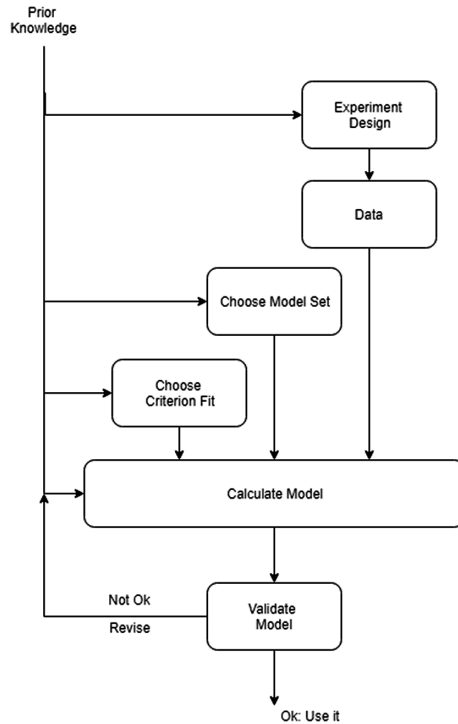 Prior
Knowledge
Experiment
Design
Data
Choose Model Set
Choose
Criterion Fit
Calculate Model
Not Ok
Revise
Validate
Model
Ok: Use it